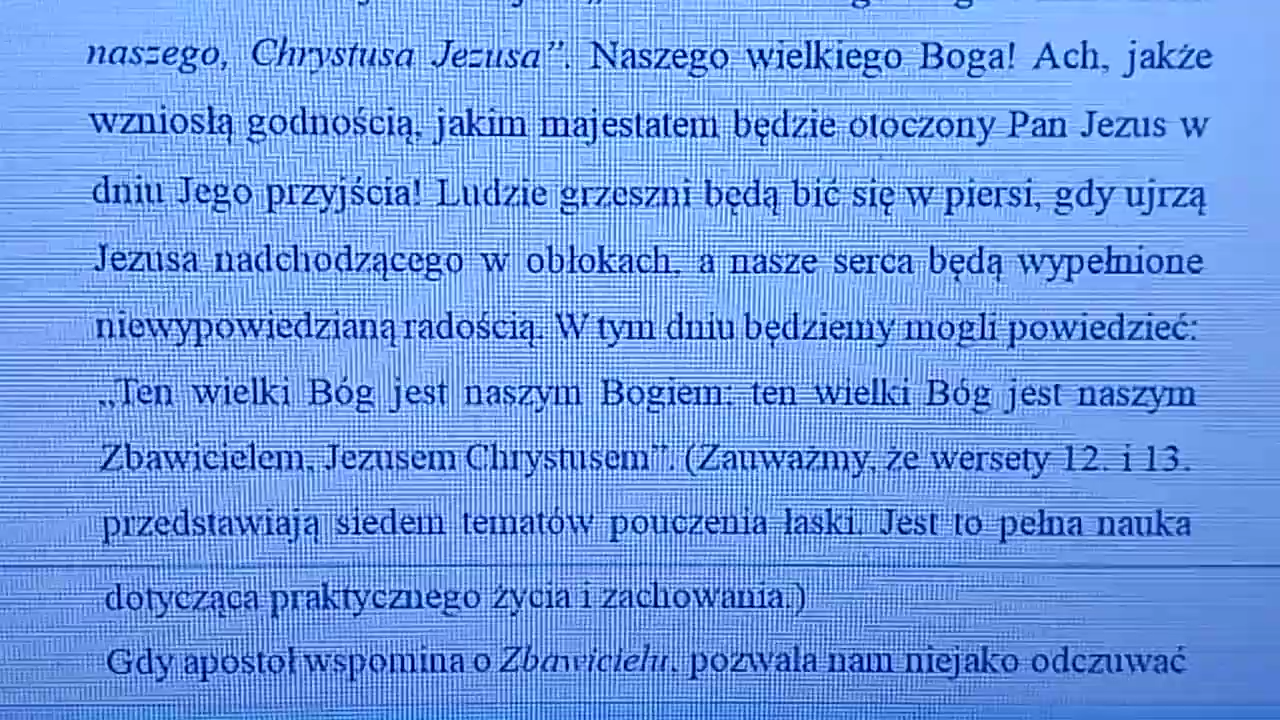 naszego, Chrystusa Jezusa”. Naszego wielkiego Boga! Ach, jakże
wzniosłą godnością, jakim majestatem będzie otoczony Pan Jezus w
dniu Jego przyjścia! Ludzie grzeszni będą bić się w piersi, gdy ujrzą
Jezusa nadchodzącego w obłokach, a nasze serca będą wypełnione
niewypowiedzianą radością. W tym dniu będziemy mogli powiedzieć:
„Ten wielki Bóg jest naszym Bogiem; ten wielki Bóg jest naszym
Zbawicielem, Jezusem Chrystusem”. (Zauważmy, że wersety 12. i 13.
przedstawiają siedem tematów pouczenia łaski. Jest to pełna nauka
dotycząca praktycznego życia i zachowania.)
Gdy apostoł wspomina o Zbawicielu, pozwala nam niejako odczuwać